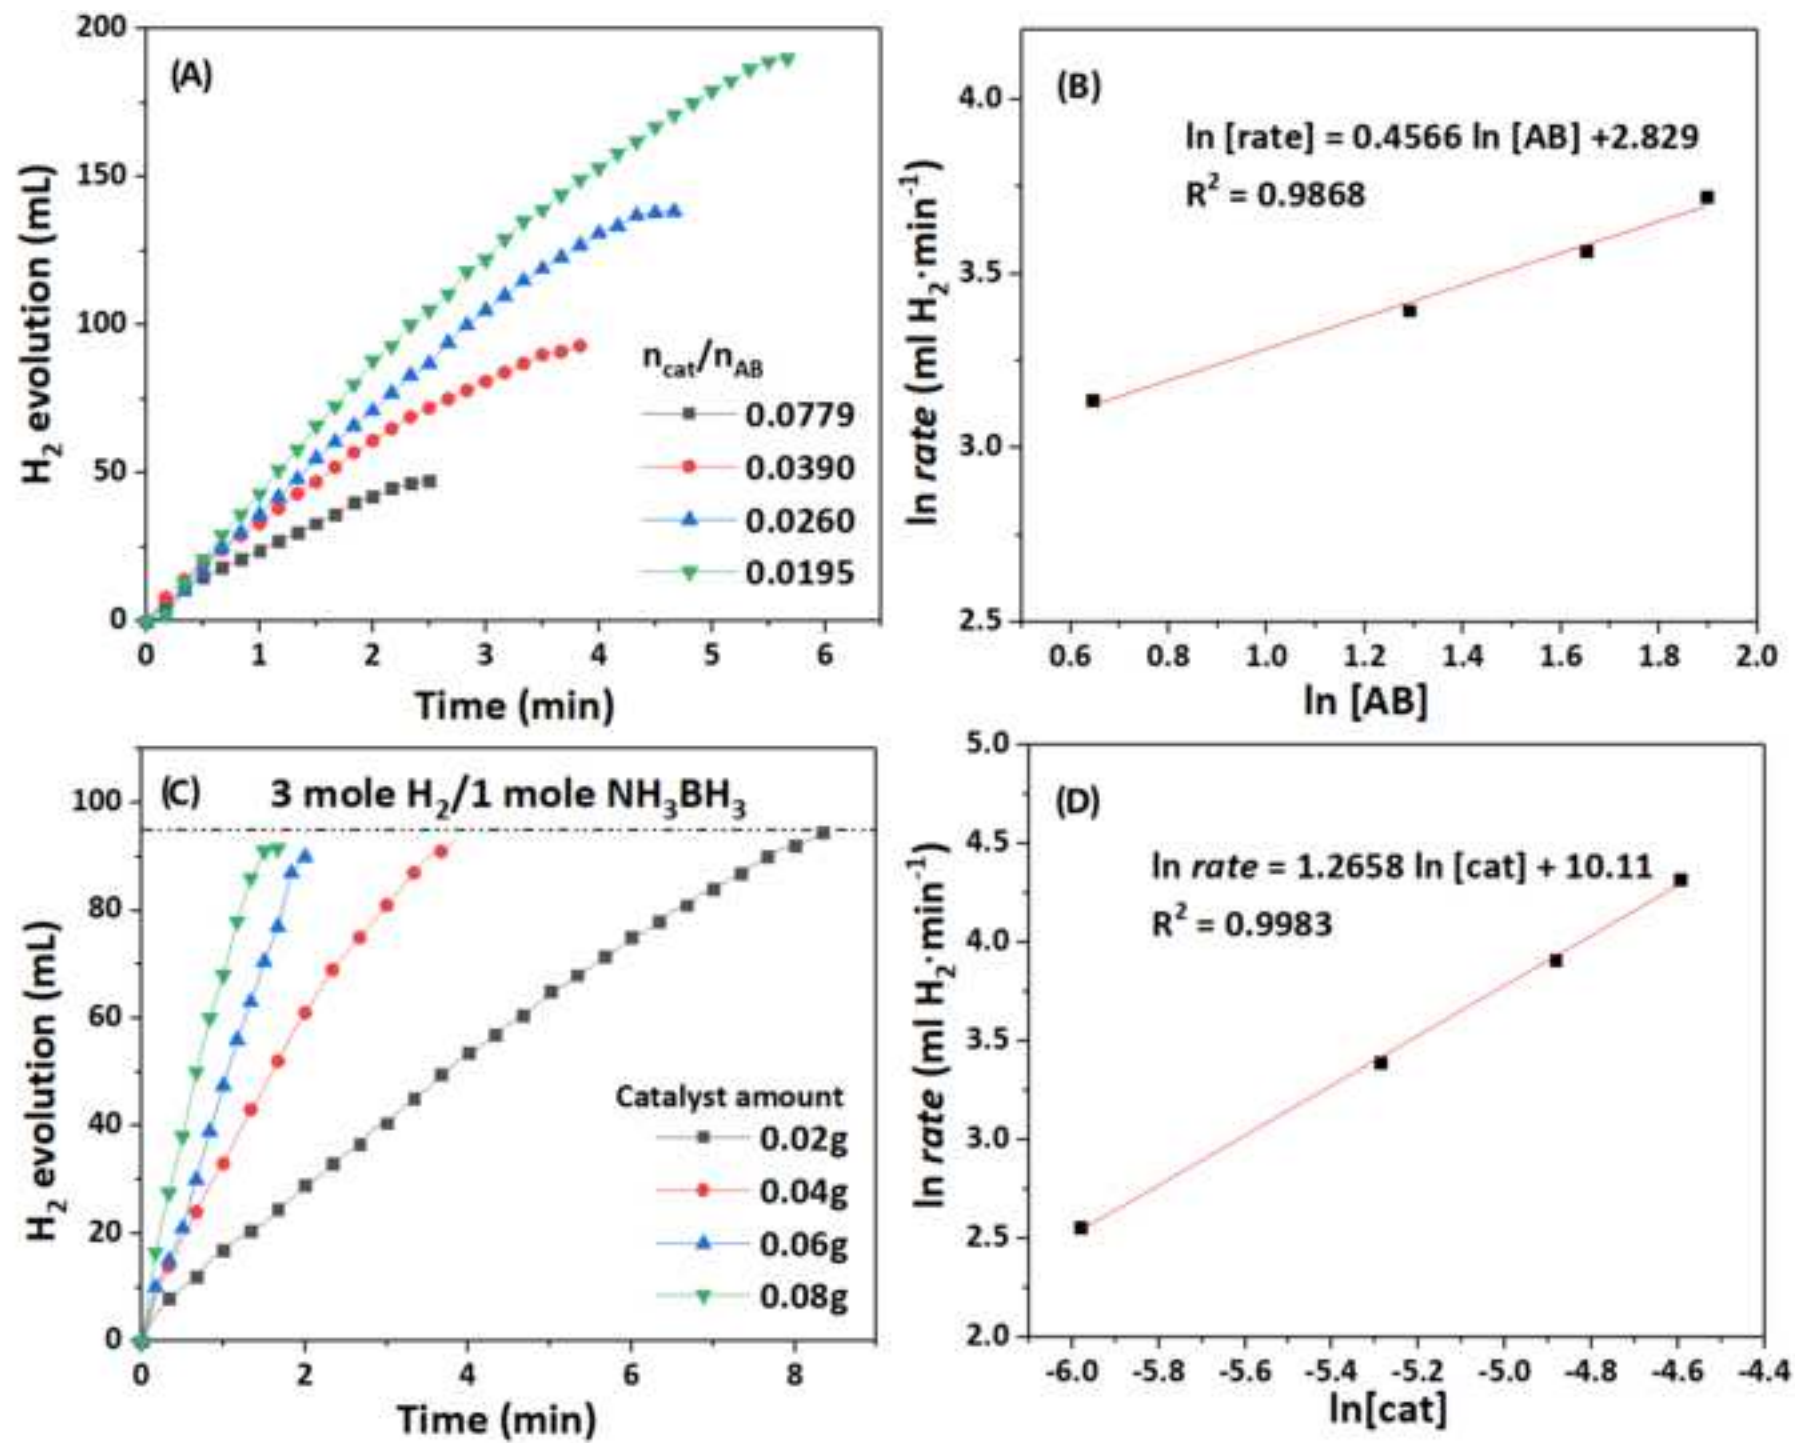 (A)
H2 evolution (mL)
200
150
100
50
0
ncat/nAB
0.0779
0.0390
0.0260
0.0195
0 1 2 3 4 5 6
Time (min)
(B)
ln [rate] = 0.4566 ln [AB] +2.829
R² = 0.9868
ln rate (ml H2·min⁻¹)
4.0
3.5
3.0
2.5
0.6 0.8 1.0 1.2 1.4 1.6 1.8 2.0
ln [AB]
(C) 3 mole H2/1 mole NH3BH3
H2 evolution (mL)
100
80
60
40
20
0
Catalyst amount
0.02g
0.04g
0.06g
0.08g
0 2 4 6 8
Time (min)
(D)
ln rate = 1.2658 ln [cat] + 10.11
R² = 0.9983
ln rate (ml H2·min⁻¹)
5.0
4.5
4.0
3.5
3.0
2.5
2.0
-6.0 -5.8 -5.6 -5.4 -5.2 -5.0 -4.8 -4.6 -4.4
ln[cat]